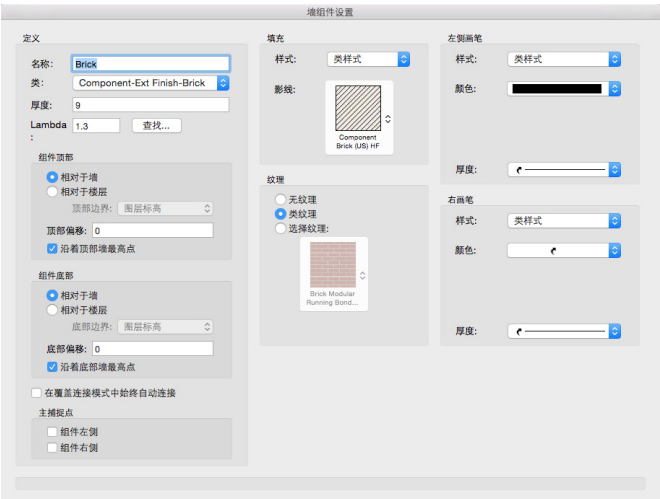 墙组件设置
定义
名称: Brick
类: Component-Ext Finish-Brick
厚度: 9
Lambda
: 1.3 查找...
组件顶部
相对于墙
相对于楼层
顶部边界: 图层标高
顶部偏移: 0
沿着顶部墙最高点
组件底部
相对于墙
相对于楼层
底部边界: 图层标高
底部偏移: 0
沿着底部墙最高点
在覆盖连接模式中始终自动连接
主捕捉点
组件左侧
组件右侧
填充
样式: 类样式
影线:
Component
Brick (US) HF
纹理
无纹理
类纹理
选择纹理:
Brick Modular
Running Bond...
左侧画笔
样式: 类样式
颜色:
厚度:
右画笔
样式: 类样式
颜色:
厚度: